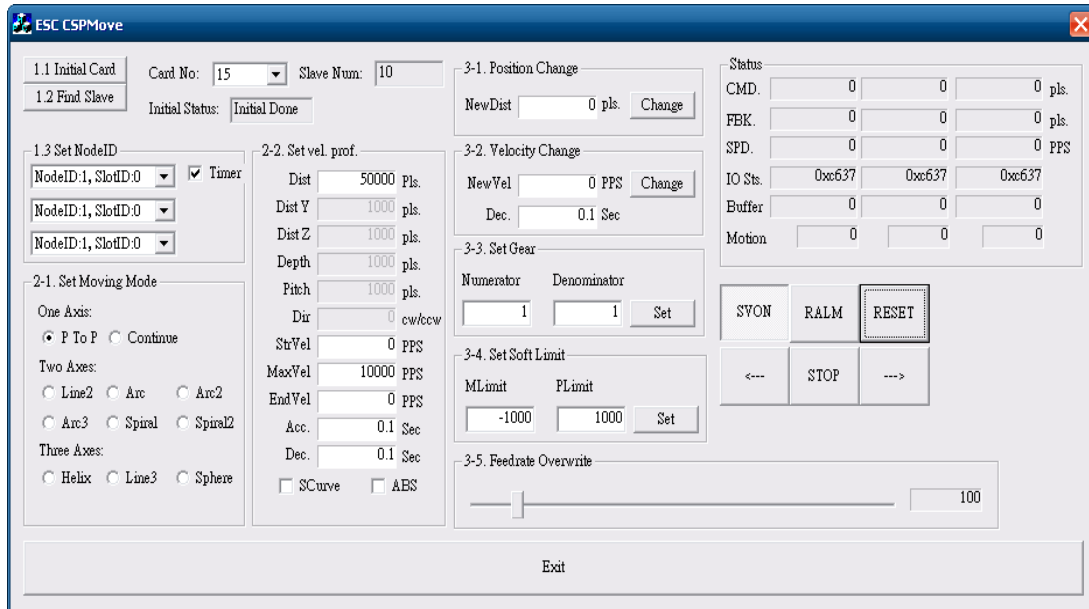 ESC CSPMove
1.1 Initial Card
Card No: 15
Slave Num: 10
1.2 Find Slave
Initial Status: Initial Done
1.3 Set NodeID
NodeID:1, SlotID:0
Timer
NodeID:1, SlotID:0
NodeID:1, SlotID:0
2-1. Set Moving Mode
One Axis:
P To P Continue
Two Axes:
Line2 Arc Arc2
Arc3 Spiral Spiral2
Three Axes:
Helix Line3 Sphere
2-2. Set vel. prof.
Dist 50000 Pls.
Dist Y 1000 pls.
Dist Z 1000 pls.
Depth 1000 pls.
Pitch 1000 pls.
Dir 0 cw/ccw
StrVel 0 PPS
MaxVel 10000 PPS
EndVel 0 PPS
Acc. 0.1 Sec
Dec. 0.1 Sec
SCurve ABS
3-1. Position Change
NewDist 0 pls. Change
3-2. Velocity Change
NewVel 0 PPS Change
Dec. 0.1 Sec
3-3. Set Gear
Numerator Denominator
1 1 Set
3-4. Set Soft Limit
MLimit PLimit
-1000 1000 Set
3-5. Feedrate Overwrite
100
Status
CMD. 0 0 0 pls.
FBK. 0 0 0 pls.
SPD. 0 0 0 PPS
IO Sts. 0xc637 0xc637 0xc637
Buffer 0 0 0
Motion 0 0 0
SVON RALM RESET
<--- STOP --->
Exit